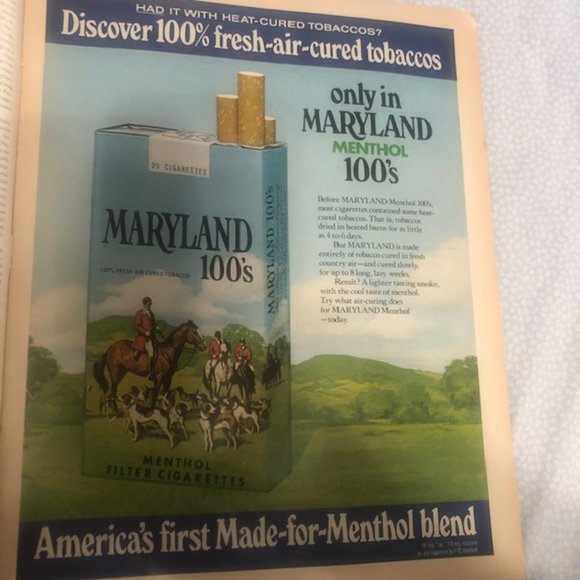 HAD IT WITH HEAT-CURED TOBACCOS?
Discover 100% fresh-air-cured tobaccos
only in
MARYLAND
MENTHOL
100's
Before MARYLAND Menthol 100's,
most cigarettes contained some heat-
cured tobaccos. That is, tobaccos
dried in heated barns for as little
as 4 to 6 days.
But MARYLAND is made
entirely of tobaccos cured in fresh
country air—and cured slowly,
for up to 8 long, lazy weeks.
Result? A lighter tasting smoke,
with the cool taste of menthol.
Try what air-curing does
for MARYLAND Menthol
—today.
20 CIGARETTES
MARYLAND
100's
100% FRESH AIR CURED TOBACCO
MARYLAND 100's
MENTHOL
FILTER CIGARETTES
America's first Made-for-Menthol blend